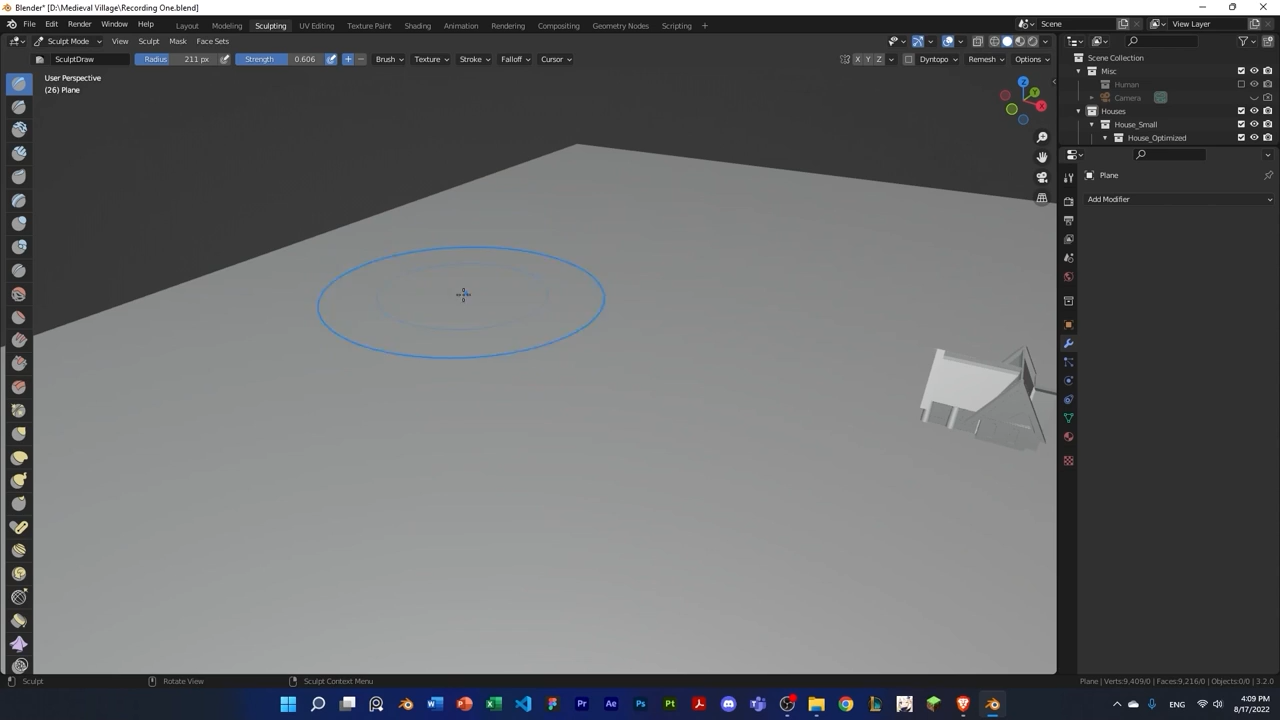 Blender* [D:\Medieval Village\Recording One.blend]
File Edit Render Window Help Layout Modeling Sculpting UV Editing Texture Paint Shading Animation Rendering Compositing Geometry Nodes Scripting + Scene View Layer
Sculpt Mode View Sculpt Mask Face Sets
SculptDraw Radius 211 px Strength 0.606 Brush Texture Stroke Falloff Cursor X Y Z Dyntopo Remesh Options
Scene Collection
Misc
Human
Camera
Houses
House_Small
House_Optimized
User Perspective
(26) Plane
Z
Y
X
Plane
Add Modifier
Sculpt Rotate View Sculpt Context Menu Plane | Verts:9,409/0 | Faces:9,216/0 | Objects:0/0 | 3.2.0
ENG 4:09 PM
8/17/2022